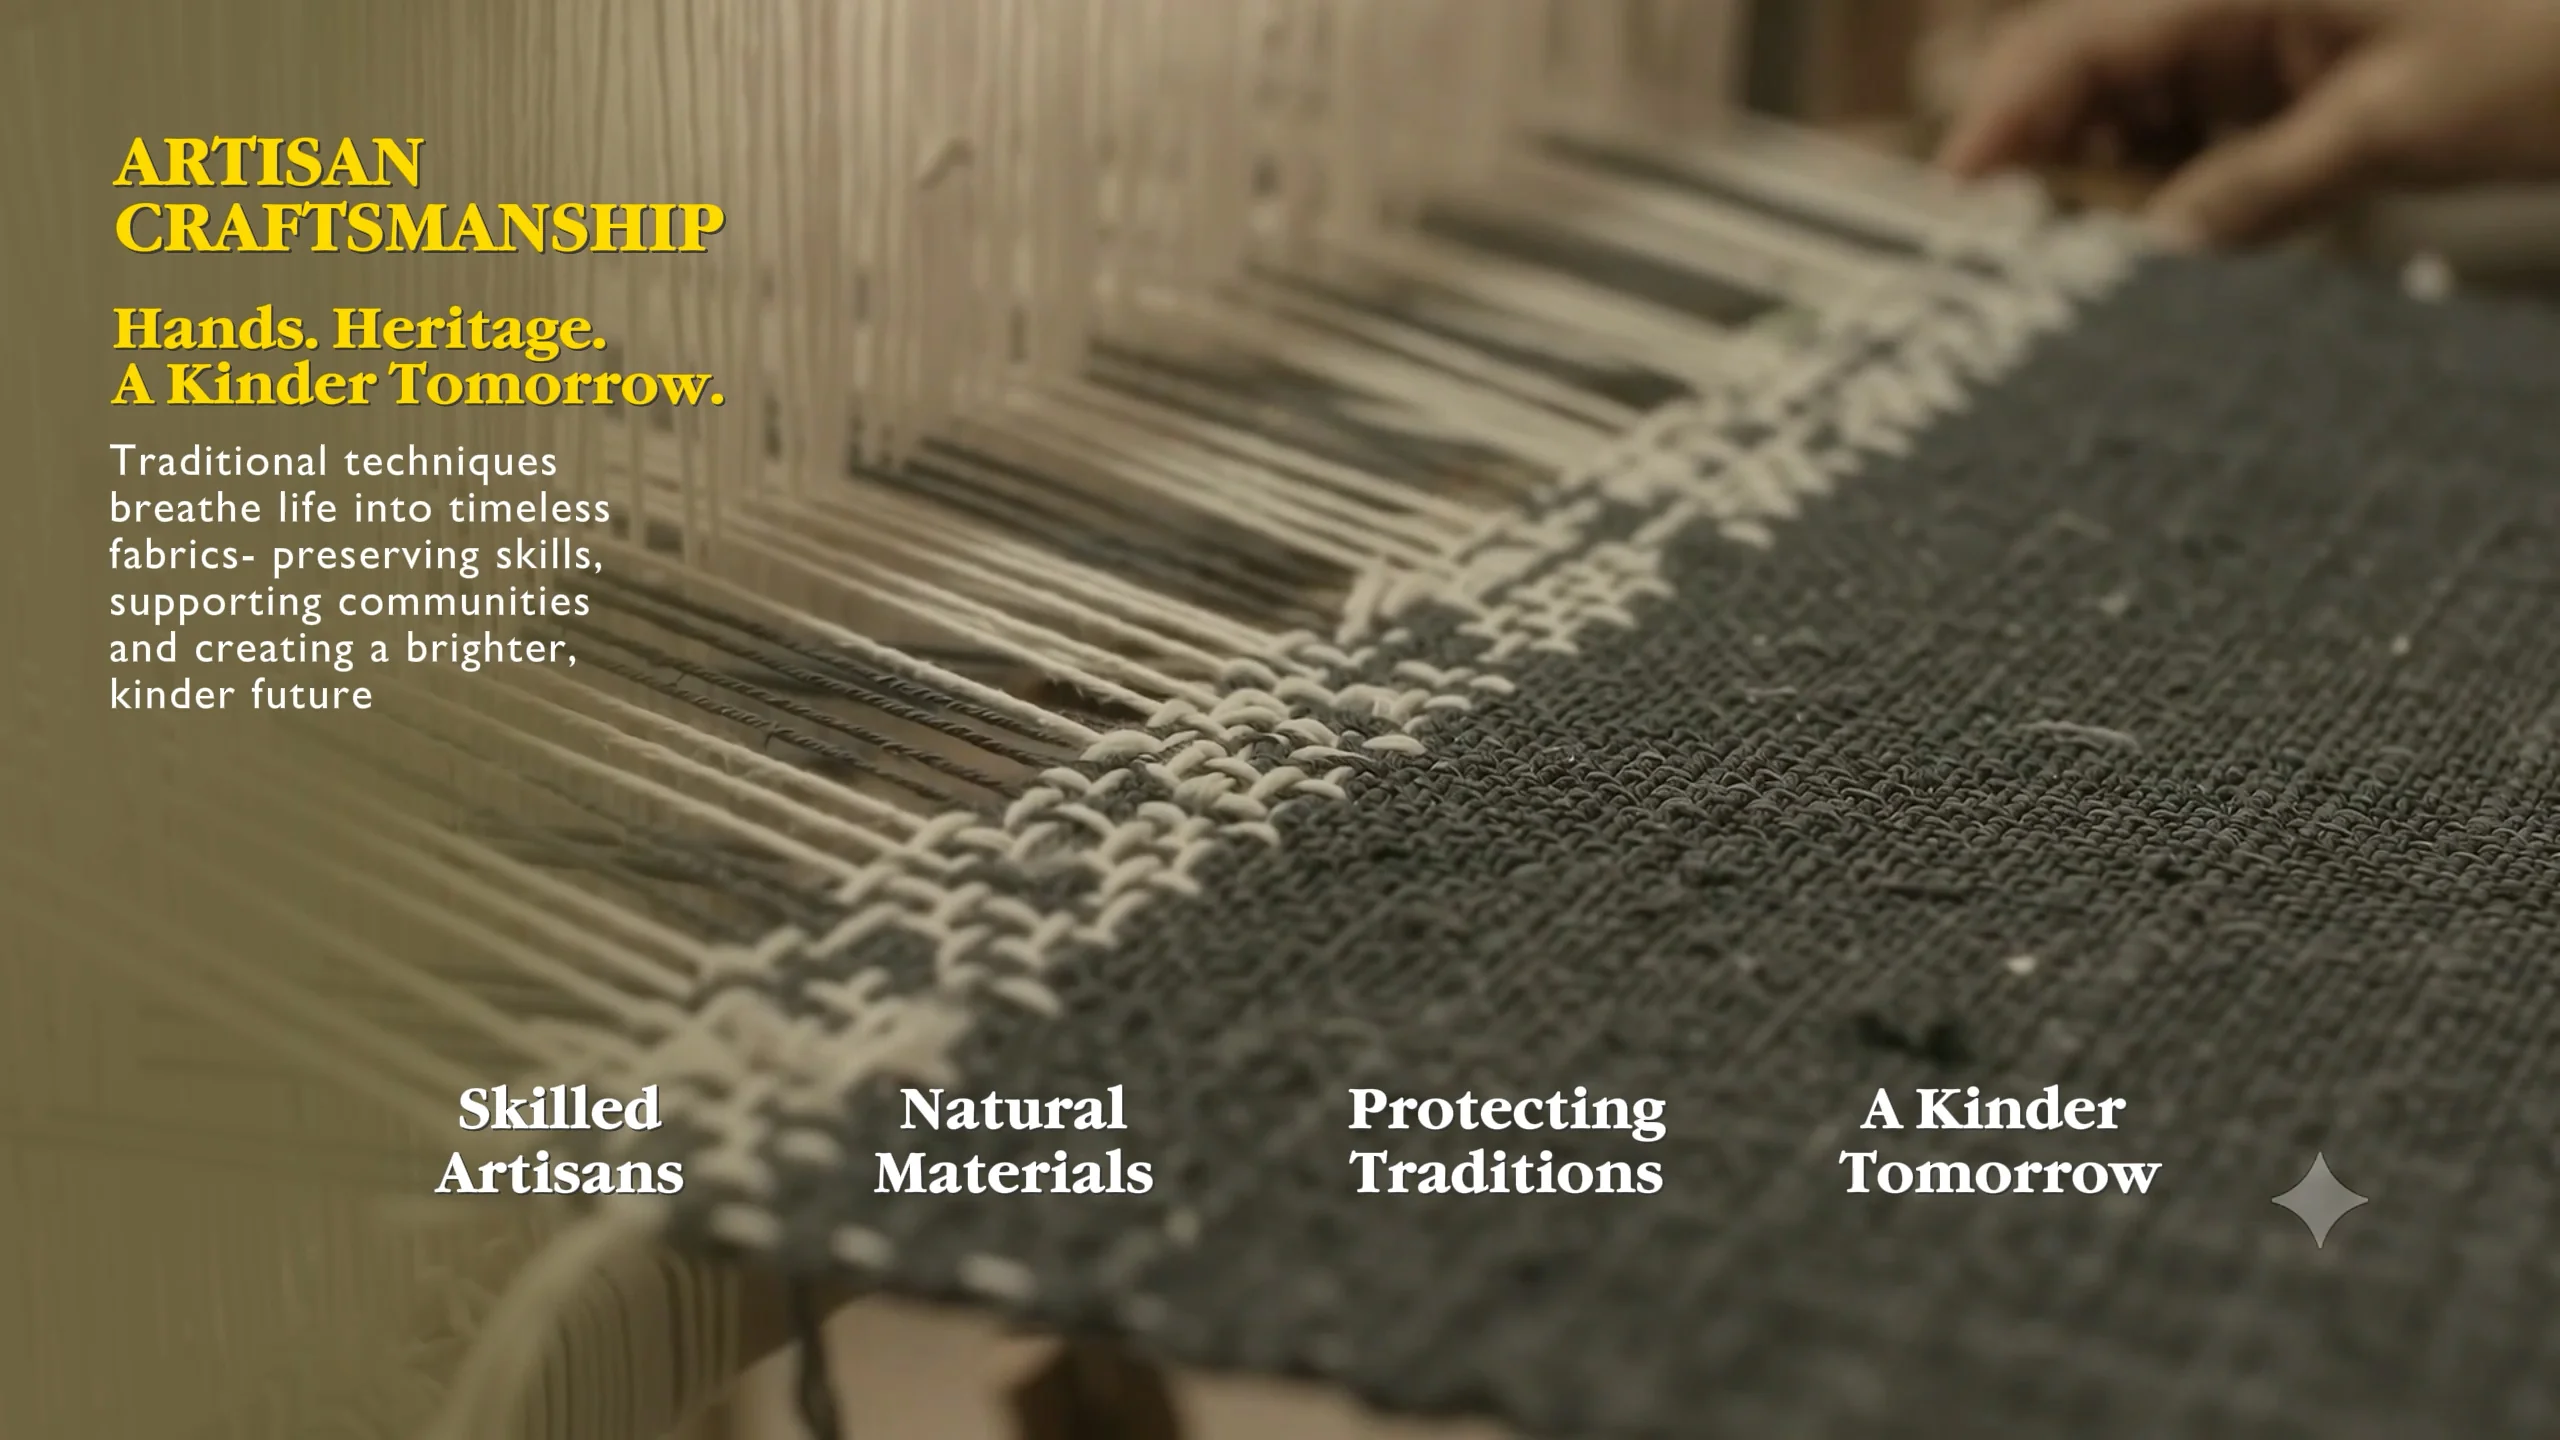 ARTISAN
CRAFTSMANSHIP
Hands. Heritage.
A Kinder Tomorrow.
Traditional techniques
breathe life into timeless
fabrics- preserving skills,
supporting communities
and creating a brighter,
kinder future
Skilled
Artisans
Natural
Materials
Protecting
Traditions
A Kinder
Tomorrow